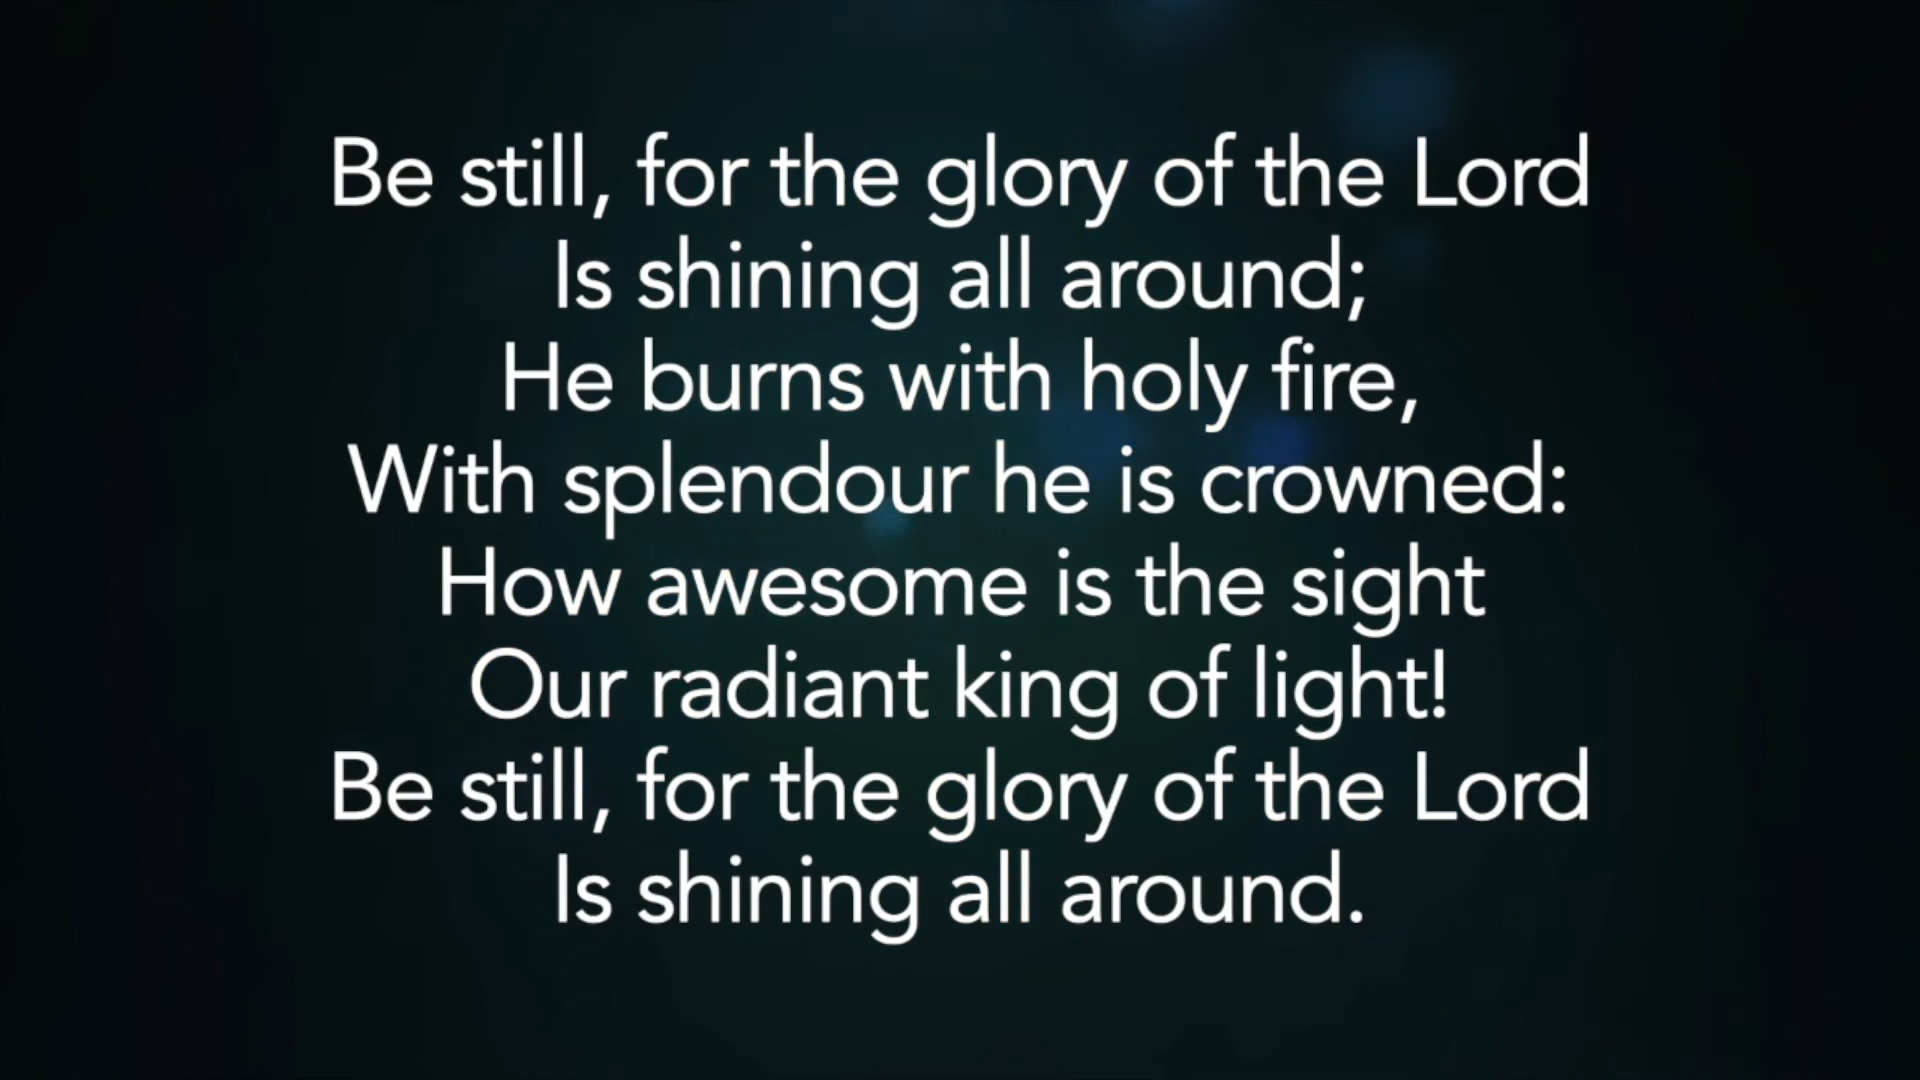 Be still, for the glory of the Lord
Is shining all around;
He burns with holy fire,
With splendour he is crowned:
How awesome is the sight
Our radiant king of light!
Be still, for the glory of the Lord
Is shining all around.